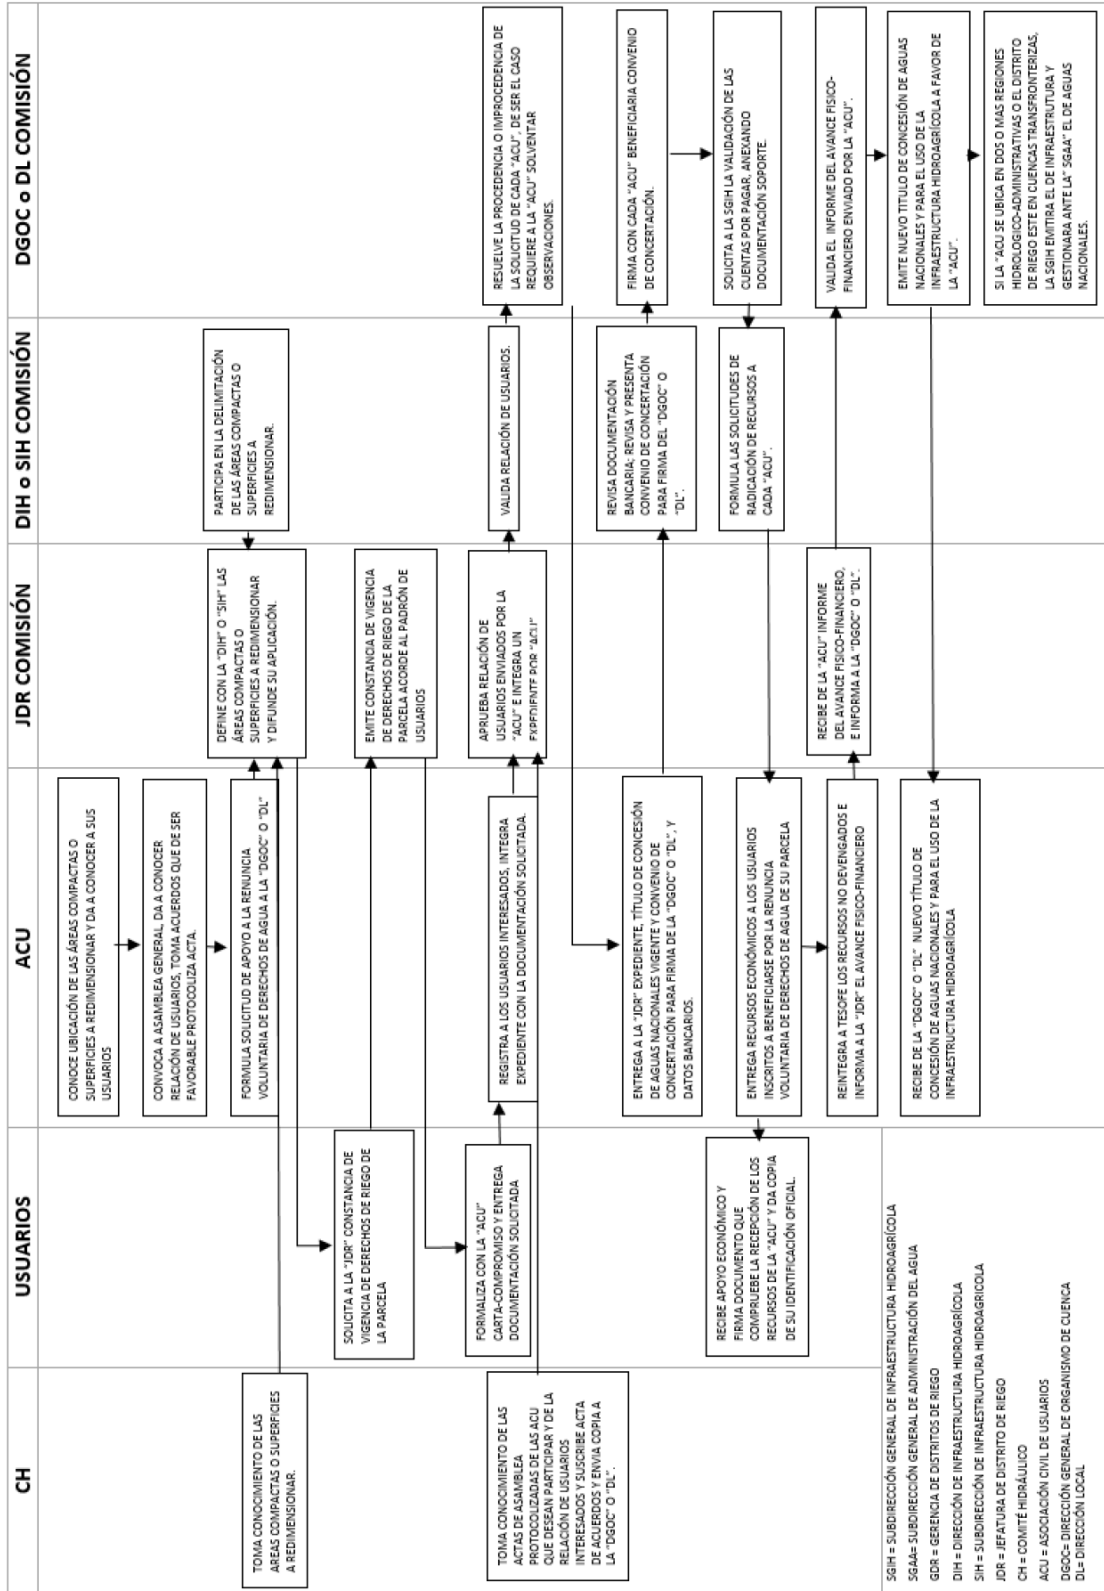 CH
USUARIOS
ACU
JDR COMISIÓN
DIH o SIH COMISIÓN
DGOC o DL COMISIÓN
CONOCE UBICACIÓN DE LAS ÁREAS COMPACTAS O
SUPERFICIES A REDIMENSIONAR Y DA A CONOCER A SUS
USUARIOS
CONVOCA A ASAMBLEA GENERAL, DA A CONOCER
RELACIÓN DE USUARIOS, TOMA ACUERDOS QUE DE SER
FAVORABLE PROTOCOLIZA ACTA.
FORMULA SOLICITUD DE APOYO A LA RENUNCIA
VOLUNTARIA DE DERECHOS DE AGUA A LA "DGOC" O "DL"
TOMA CONOCIMIENTO DE LAS
AREAS COMPACTAS O SUPERFICIES
A REDIMENSIONAR.
DEFINE CON LA "DIH" O "SIH" LAS
ÁREAS COMPACTAS O
SUPERFICIES A REDIMENSIONAR
Y DIFUNDE SU APLICACIÓN.
PARTICIPA EN LA DELIMITACIÓN
DE LAS ÁREAS COMPACTAS O
SUPERFICIES A
REDIMENSIONAR.
SOLICITA A LA "JDR" CONSTANCIA DE
VIGENCIA DE DERECHOS DE RIEGO DE
LA PARCELA
EMITE CONSTANCIA DE VIGENCIA
DE DERECHOS DE RIEGO DE LA
PARCELA ACORDE AL PADRÓN DE
USUARIOS
FORMALIZA CON LA "ACU"
CARTA-COMPROMISO Y ENTREGA
DOCUMENTACIÓN SOLICITADA
REGISTRA A LOS USUARIOS INTERESADOS, INTEGRA
EXPEDIENTE CON LA DOCUMENTACIÓN SOLICITADA.
TOMA CONOCIMIENTO DE LAS
ACTAS DE ASAMBLEA
PROTOCOLIZADAS DE LAS ACU
QUE DESEAN PARTICIPAR Y DE LA
RELACIÓN DE USUARIOS
INTERESADOS Y SUSCRIBE ACTA
DE ACUERDOS Y ENVIA COPIA A
LA "DGOC" O "DL".
APRUEBA RELACIÓN DE
USUARIOS ENVIADOS POR LA
"ACU" E INTEGRA UN
EXPEDIENTE POR "ACU"
VALIDA RELACIÓN DE USUARIOS.
RESUELVE LA PROCEDENCIA O IMPROCEDENCIA DE
LA SOLICITUD DE CADA "ACU", DE SER EL CASO
REQUIERE A LA "ACU" SOLVENTAR
OBSERVACIONES.
ENTREGA A LA "JDR" EXPEDIENTE, TÍTULO DE CONCESIÓN
DE AGUAS NACIONALES VIGENTE Y CONVENIO DE
CONCERTACIÓN PARA FIRMA DE LA "DGOC" O "DL", Y
DATOS BANCARIOS.
REVISA DOCUMENTACIÓN
BANCARIA; REVISA Y PRESENTA
CONVENIO DE CONCERTACIÓN
PARA FIRMA DEL "DGOC" O
"DL".
FIRMA CON CADA "ACU" BENEFICIARIA CONVENIO
DE CONCERTACIÓN.
SOLICITA A LA SGIH LA VALIDACIÓN DE LAS
CUENTAS POR PAGAR, ANEXANDO
DOCUMENTACIÓN SOPORTE.
FORMULA LAS SOLICITUDES DE
RADICACIÓN DE RECURSOS A
CADA "ACU".
ENTREGA RECURSOS ECONÓMICOS A LOS USUARIOS
INSCRITOS A BENEFICIARSE POR LA RENUNCIA
VOLUNTARIA DE DERECHOS DE AGUA DE SU PARCELA
RECIBE APOYO ECONÓMICO Y
FIRMA DOCUMENTO QUE
COMPRUEBE LA RECEPCIÓN DE LOS
RECURSOS DE LA "ACU" Y DA COPIA
DE SU IDENTIFICACIÓN OFICIAL.
REINTEGRA A TESOFE LOS RECURSOS NO DEVENGADOS E
INFORMA A LA "JDR" EL AVANCE FISICO-FINANCIERO
RECIBE DE LA "ACU" INFORME
DEL AVANCE FISICO-FINANCIERO,
E INFORMA A LA "DGOC" O "DL".
VALIDA EL INFORME DEL AVANCE FISICO-
FINANCIERO ENVIADO POR LA "ACU".
EMITE NUEVO TITULO DE CONCESIÓN DE AGUAS
NACIONALES Y PARA EL USO DE LA
INFRAESTRUCTURA HIDROAGRÍCOLA A FAVOR DE
LA "ACU".
RECIBE DE LA "DGOC" O "DL" NUEVO TÍTULO DE
CONCESIÓN DE AGUAS NACIONALES Y PARA EL USO DE LA
INFRAESTRUCTURA HIDROAGRÍCOLA
SI LA "ACU SE UBICA EN DOS O MAS REGIONES
HIDROLOGICO-ADMINISTRATIVAS O EL DISTRITO
DE RIEGO ESTE EN CUENCAS TRANSFRONTERIZAS,
LA SGIH EMITIRA EL DE INFRAESTRUTURA Y
GESTIONARA ANTE LA" SGAA" EL DE AGUAS
NACIONALES.
SGIH = SUBDIRECCIÓN GENERAL DE INFRAESTRUCTURA HIDROAGRÍCOLA
SGAA= SUBDIRECCIÓN GENERAL DE ADMINISTRACIÓN DEL AGUA
GDR = GERENCIA DE DISTRITOS DE RIEGO
DIH = DIRECCIÓN DE INFRAESTRUCTURA HIDROAGRÍCOLA
SIH = SUBDIRECCIÓN DE INFRAESTRUCTURA HIDROAGRICOLA
JDR = JEFATURA DE DISTRITO DE RIEGO
CH = COMITÉ HIDRÁULICO
ACU = ASOCIACIÓN CIVIL DE USUARIOS
DGOC= DIRECCIÓN GENERAL DE ORGANISMO DE CUENCA
DL= DIRECCIÓN LOCAL